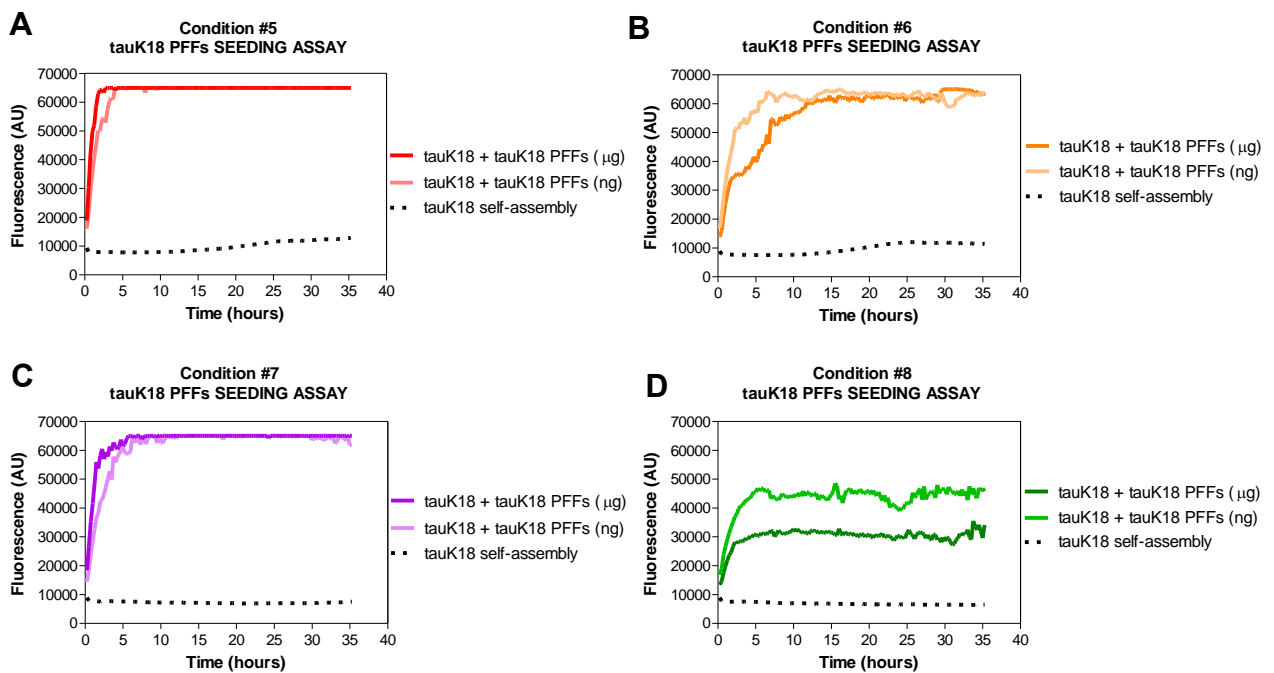 A
Condition #5
tauK18 PFFs SEEDING ASSAY
70000
60000
50000
40000
30000
20000
10000
0
Fluorescence (AU)
0 5 10 15 20 25 30 35 40
Time (hours)
tauK18 + tauK18 PFFs ( µg)
tauK18 + tauK18 PFFs (ng)
tauK18 self-assembly
B
Condition #6
tauK18 PFFs SEEDING ASSAY
70000
60000
50000
40000
30000
20000
10000
0
Fluorescence (AU)
0 5 10 15 20 25 30 35 40
Time (hours)
tauK18 + tauK18 PFFs ( µg)
tauK18 + tauK18 PFFs (ng)
tauK18 self-assembly
C
Condition #7
tauK18 PFFs SEEDING ASSAY
70000
60000
50000
40000
30000
20000
10000
0
Fluorescence (AU)
0 5 10 15 20 25 30 35 40
Time (hours)
tauK18 + tauK18 PFFs ( µg)
tauK18 + tauK18 PFFs (ng)
tauK18 self-assembly
D
Condition #8
tauK18 PFFs SEEDING ASSAY
70000
60000
50000
40000
30000
20000
10000
0
Fluorescence (AU)
0 5 10 15 20 25 30 35 40
Time (hours)
tauK18 + tauK18 PFFs ( µg)
tauK18 + tauK18 PFFs (ng)
tauK18 self-assembly